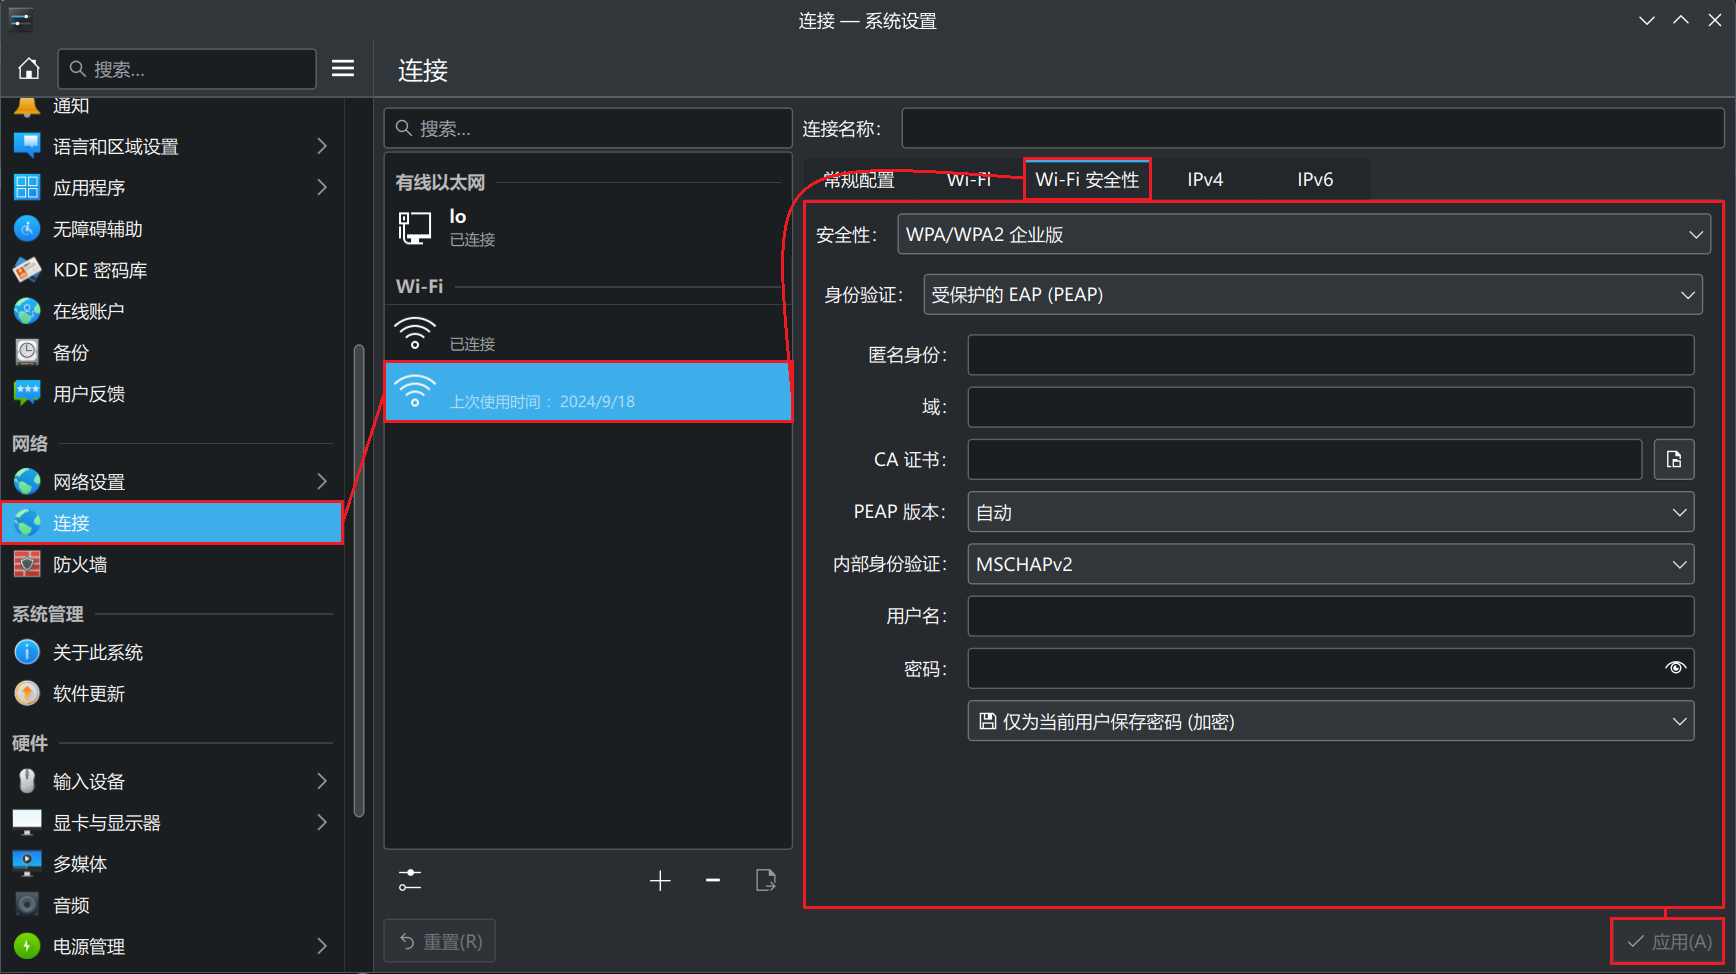 连接 — 系统设置
搜索...
连接
通知
语言和区域设置
应用程序
无障碍辅助
KDE 密码库
在线账户
备份
用户反馈
网络
网络设置
连接
防火墙
系统管理
关于此系统
软件更新
硬件
输入设备
显卡与显示器
多媒体
音频
电源管理
搜索...
有线以太网
lo
已连接
Wi-Fi
已连接
上次使用时间：2024/9/18
重置(R)
连接名称：
常规配置 Wi-Fi Wi-Fi 安全性 IPv4 IPv6
安全性： WPA/WPA2 企业版
身份验证： 受保护的 EAP (PEAP)
匿名身份：
域：
CA 证书：
PEAP 版本： 自动
内部身份验证： MSCHAPv2
用户名：
密码：
仅为当前用户保存密码 (加密)
应用(A)